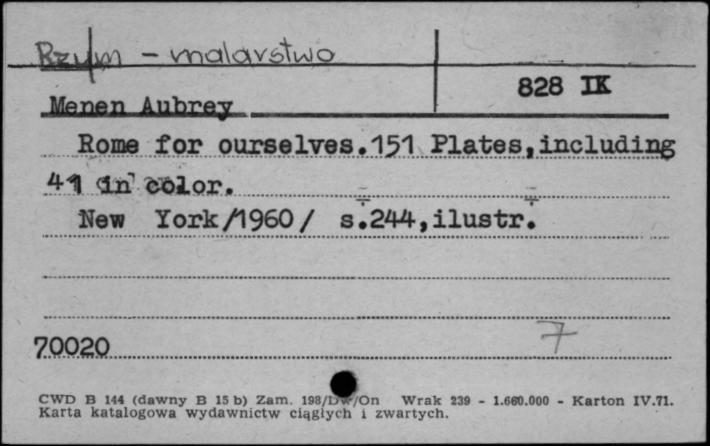 Rzym - malarstwo
828 IK
Menen Aubrey
Rome for ourselves.151 Plates,including
41 in color.
New York/1960/ s.244,ilustr.
7
70020
CWD B 144 (dawny B 15 b) Zam. 198/Dw/On Wrak 239 - 1.660.000 - Karton IV.71.
Karta katalogowa wydawnictw ciągłych i zwartych.